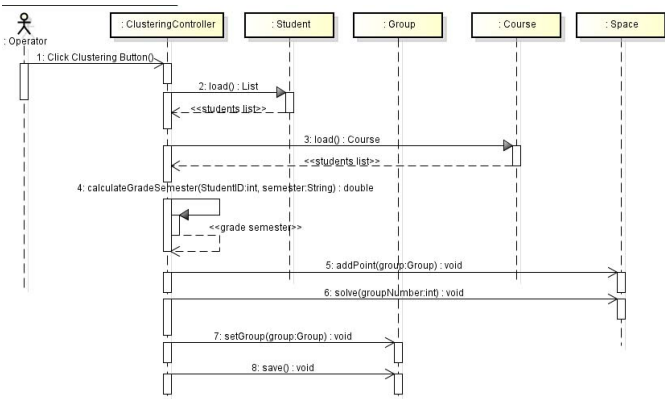 : Operator
: ClusteringController
: Student
: Group
: Course
: Space
1: Click Clustering Button()
2: load() : List
<<students list>>
3: load() : Course
<<students list>>
4: calculateGradeSemester(StudentID:int, semester:String) : double
<<grade semester>>
5: addPoint(group:Group) : void
6: solve(groupNumber:int) : void
7: setGroup(group:Group) : void
8: save() : void